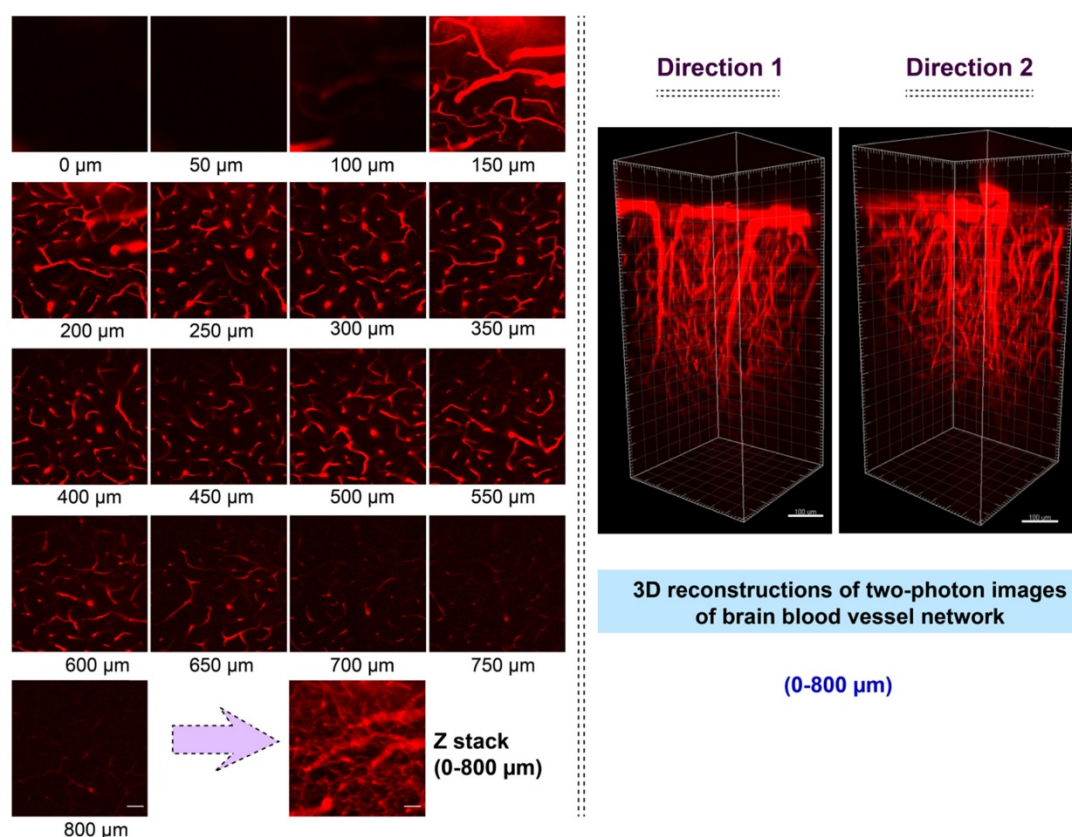 0 µm
50 µm
100 µm
150 µm
200 µm
250 µm
300 µm
350 µm
400 µm
450 µm
500 µm
550 µm
600 µm
650 µm
700 µm
750 µm
800 µm
Z stack
(0-800 µm)
Direction 1
Direction 2
100 µm
100 µm
3D reconstructions of two-photon images
of brain blood vessel network
(0-800 µm)